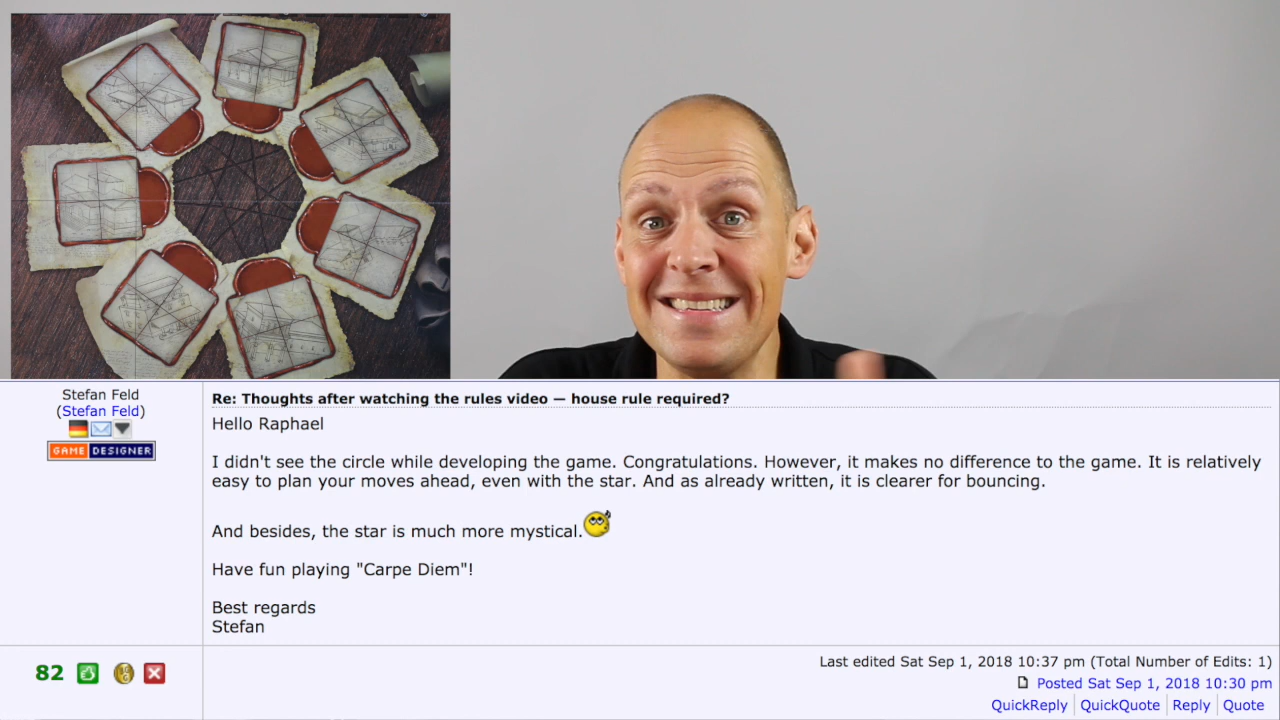 Stefan Feld
(Stefan Feld)
GAME DESIGNER
Re: Thoughts after watching the rules video — house rule required?
Hello Raphael
I didn't see the circle while developing the game. Congratulations. However, it makes no difference to the game. It is relatively
easy to plan your moves ahead, even with the star. And as already written, it is clearer for bouncing.
And besides, the star is much more mystical.
Have fun playing "Carpe Diem"!
Best regards
Stefan
82
Last edited Sat Sep 1, 2018 10:37 pm (Total Number of Edits: 1)
Posted Sat Sep 1, 2018 10:30 pm
QuickReply QuickQuote Reply Quote